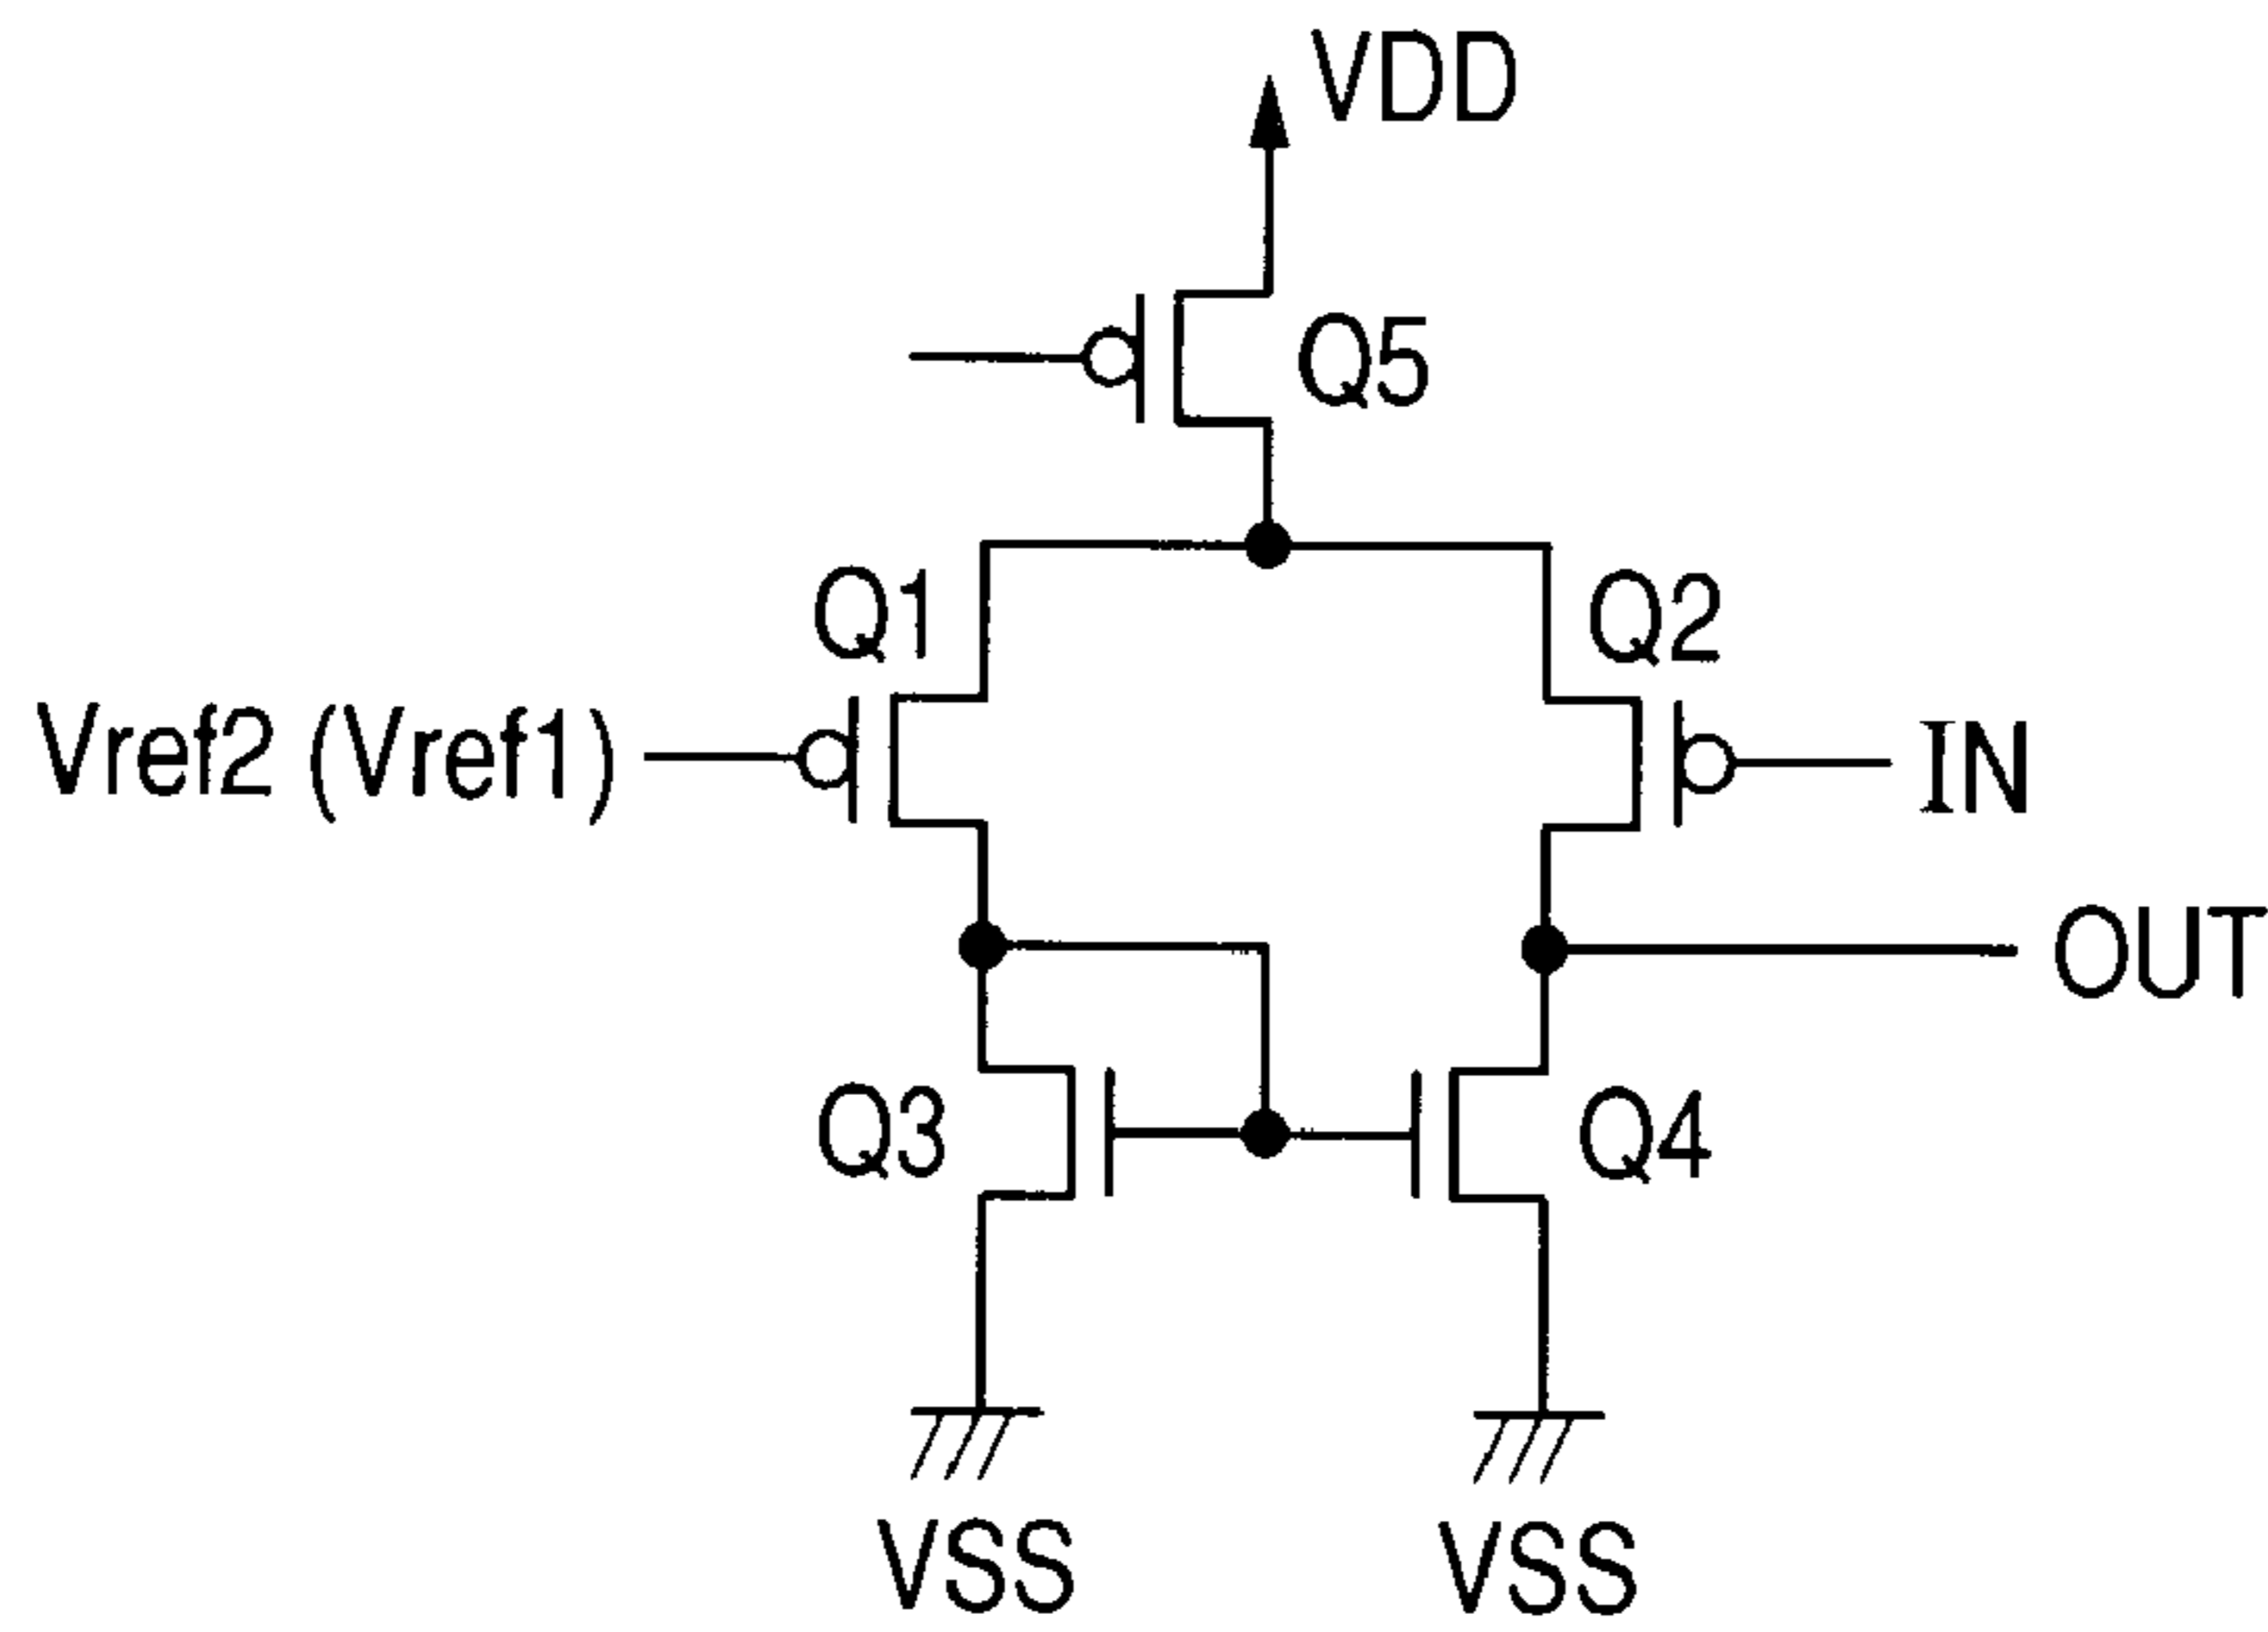 VDD
Q5
Q1
Q2
Vref2 (Vref1)
IN
OUT
Q3
Q4
VSS
VSS